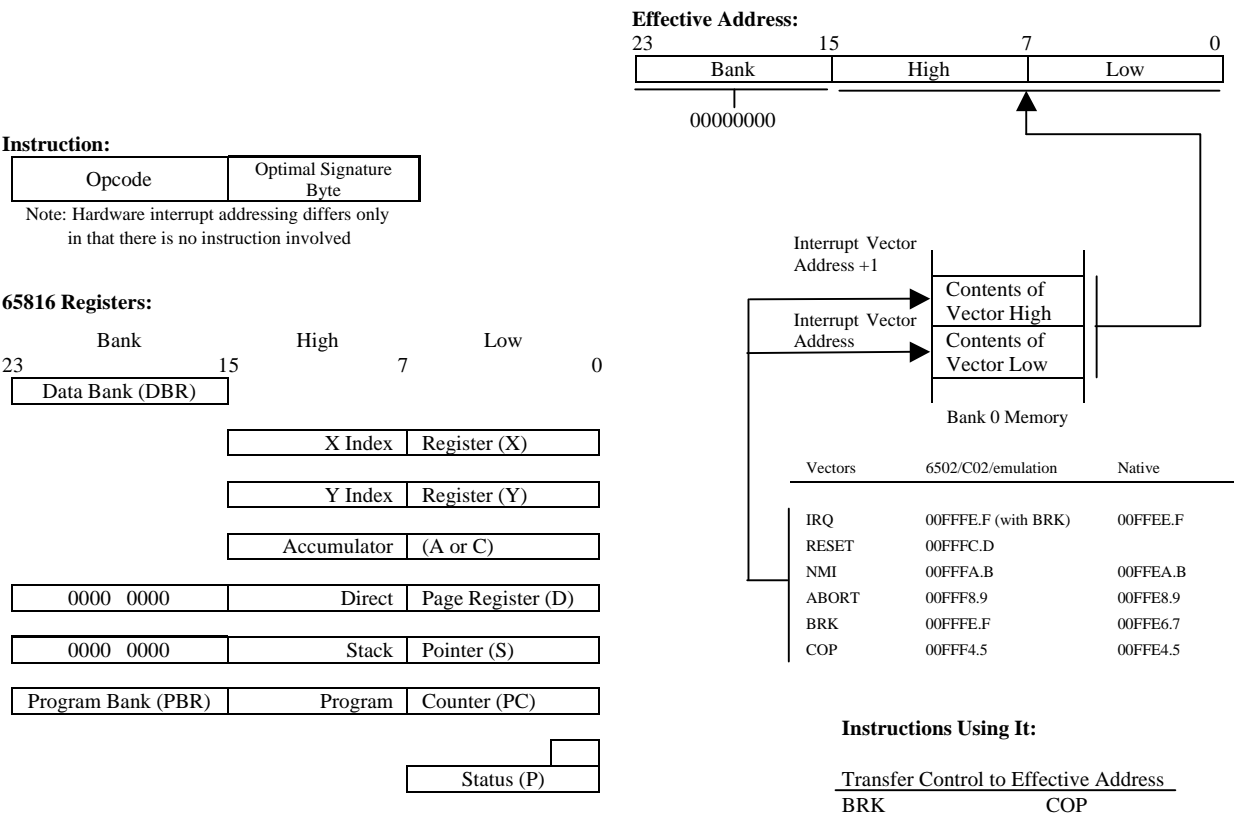 Effective Address:
23 15 7 0
Bank High Low
00000000
Instruction:
Opcode
Optimal Signature
Byte
Note: Hardware interrupt addressing differs only
in that there is no instruction involved
Interrupt Vector
Address +1
Contents of
Vector High
Interrupt Vector
Address
Contents of
Vector Low
Bank 0 Memory
65816 Registers:
Bank High Low
23 15 7 0
Data Bank (DBR)
X Index Register (X)
Y Index Register (Y)
Accumulator (A or C)
0000 0000 Direct Page Register (D)
0000 0000 Stack Pointer (S)
Program Bank (PBR) Program Counter (PC)
Status (P)
Vectors 6502/C02/emulation Native
IRQ 00FFFE.F (with BRK) 00FFEE.F
RESET 00FFFC.D
NMI 00FFFA.B 00FFEA.B
ABORT 00FFF8.9 00FFE8.9
BRK 00FFFE.F 00FFE6.7
COP 00FFF4.5 00FFE4.5
Instructions Using It:
Transfer Control to Effective Address
BRK COP